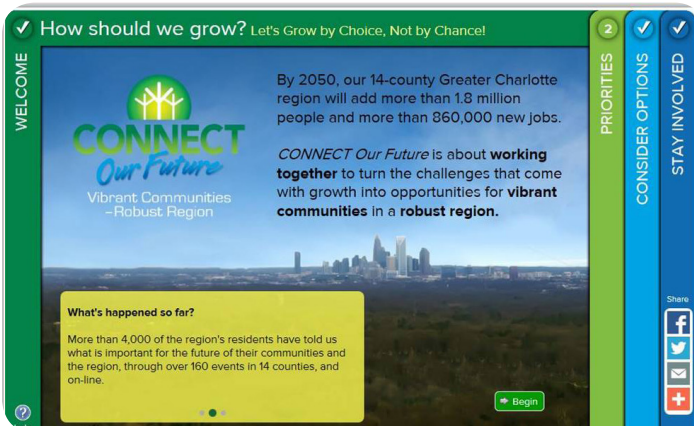 How should we grow? Let's Grow by Choice, Not by Chance!
WELCOME
CONNECT
Our Future
Vibrant Communities
–Robust Region
By 2050, our 14-county Greater Charlotte
region will add more than 1.8 million
people and more than 860,000 new jobs.
CONNECT Our Future is about working
together to turn the challenges that come
with growth into opportunities for vibrant
communities in a robust region.
What's happened so far?
More than 4,000 of the region's residents have told us
what is important for the future of their communities and
the region, through over 160 events in 14 counties, and
on-line.
Begin
2
PRIORITIES
CONSIDER OPTIONS
STAY INVOLVED
Share